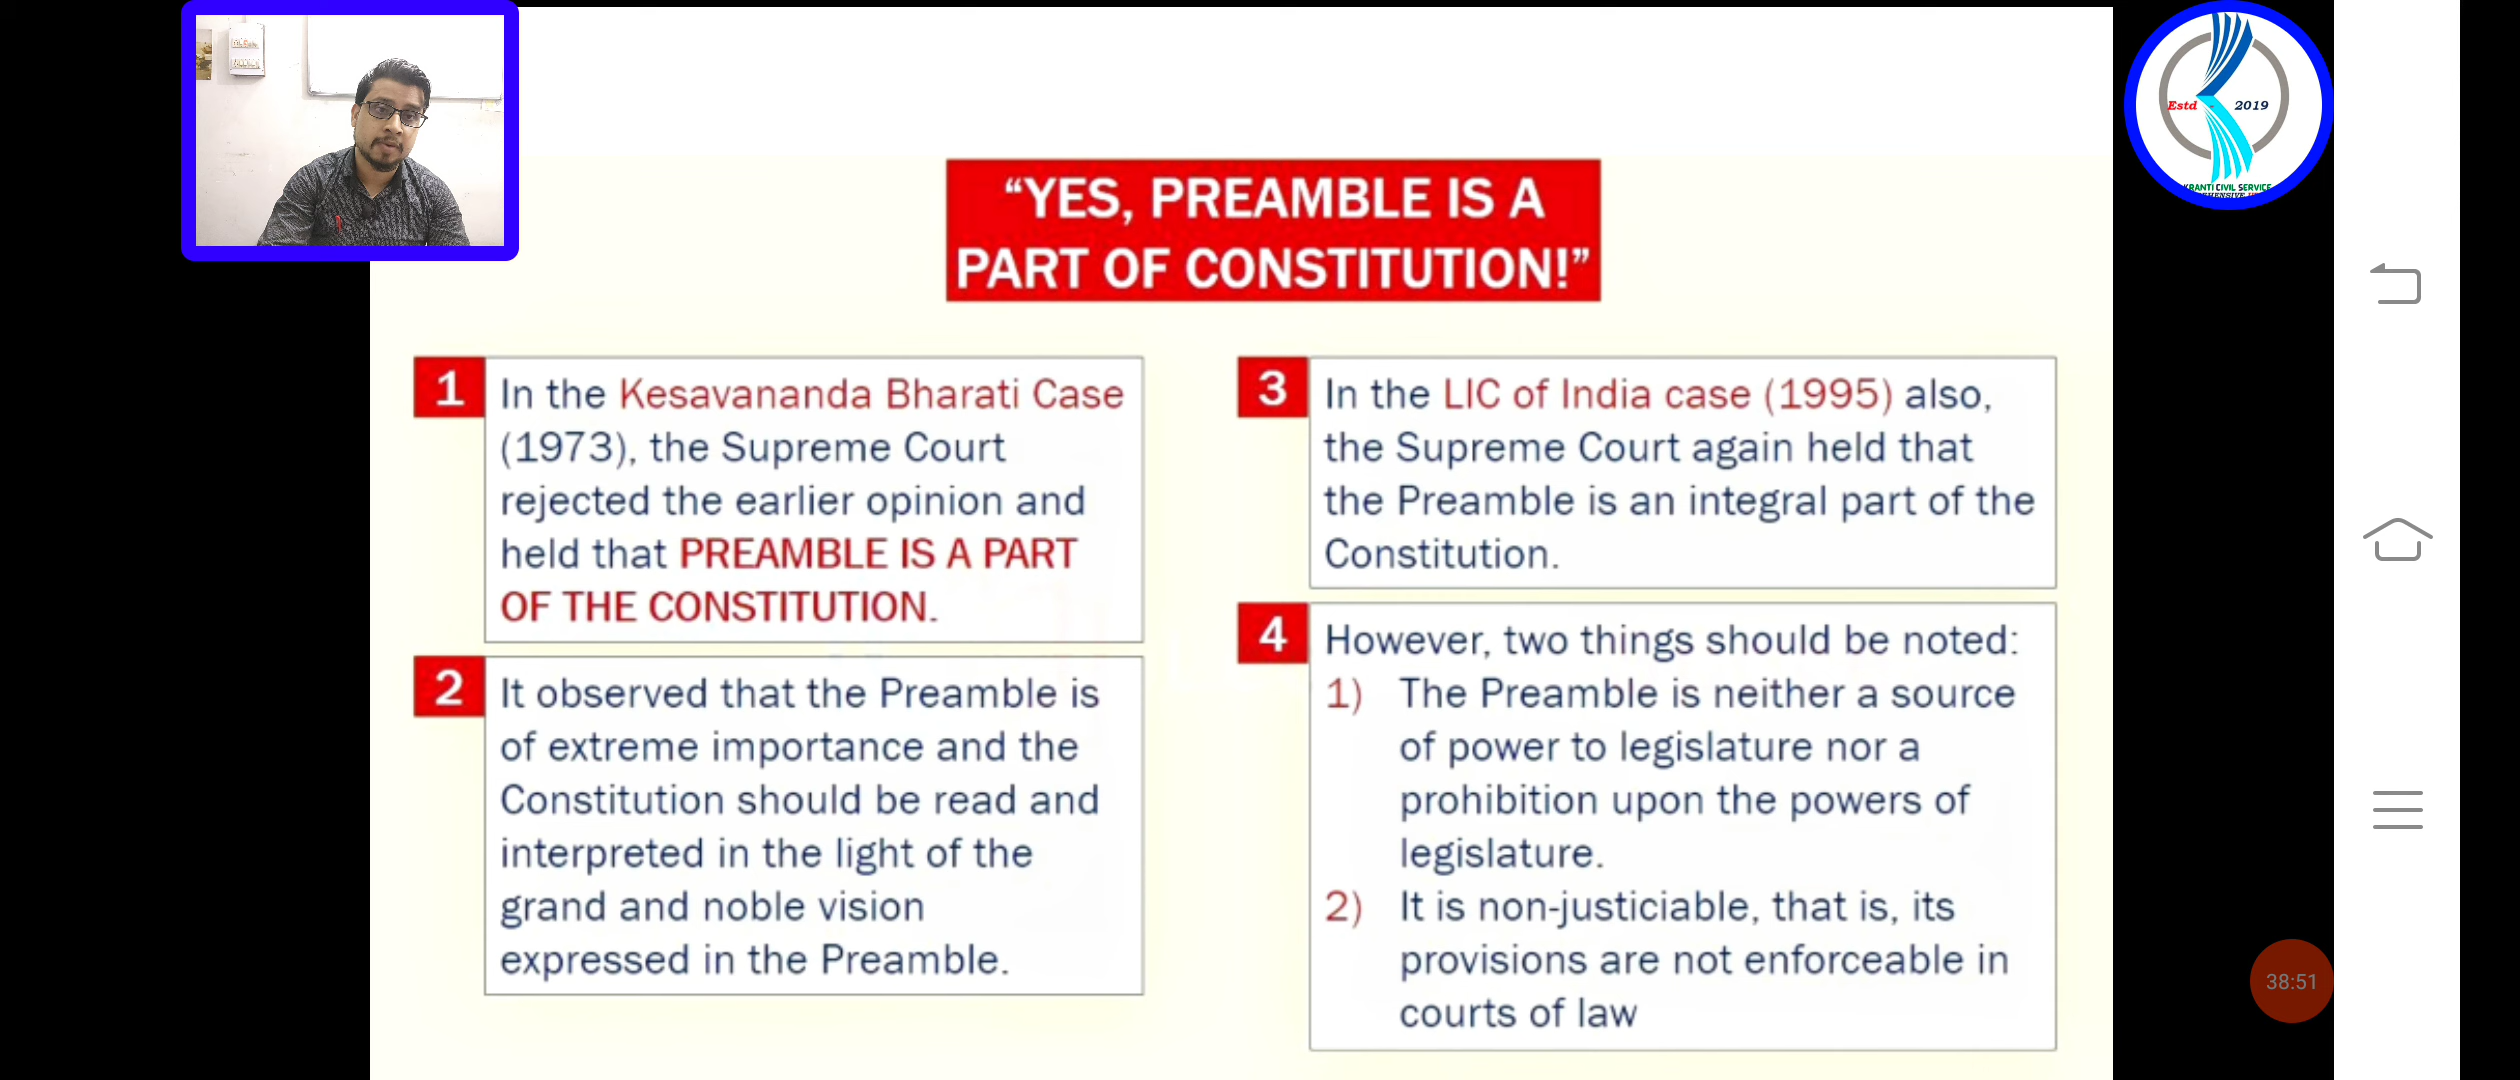 “YES, PREAMBLE IS A
PART OF CONSTITUTION!”
1
In the Kesavananda Bharati Case
(1973), the Supreme Court
rejected the earlier opinion and
held that PREAMBLE IS A PART
OF THE CONSTITUTION.
2
It observed that the Preamble is
of extreme importance and the
Constitution should be read and
interpreted in the light of the
grand and noble vision
expressed in the Preamble.
3
In the LIC of India case (1995) also,
the Supreme Court again held that
the Preamble is an integral part of the
Constitution.
4
However, two things should be noted:
1) The Preamble is neither a source
of power to legislature nor a
prohibition upon the powers of
legislature.
2) It is non-justiciable, that is, its
provisions are not enforceable in
courts of law
Estd - 2019
KRANTI CIVIL SERVICE
38:51